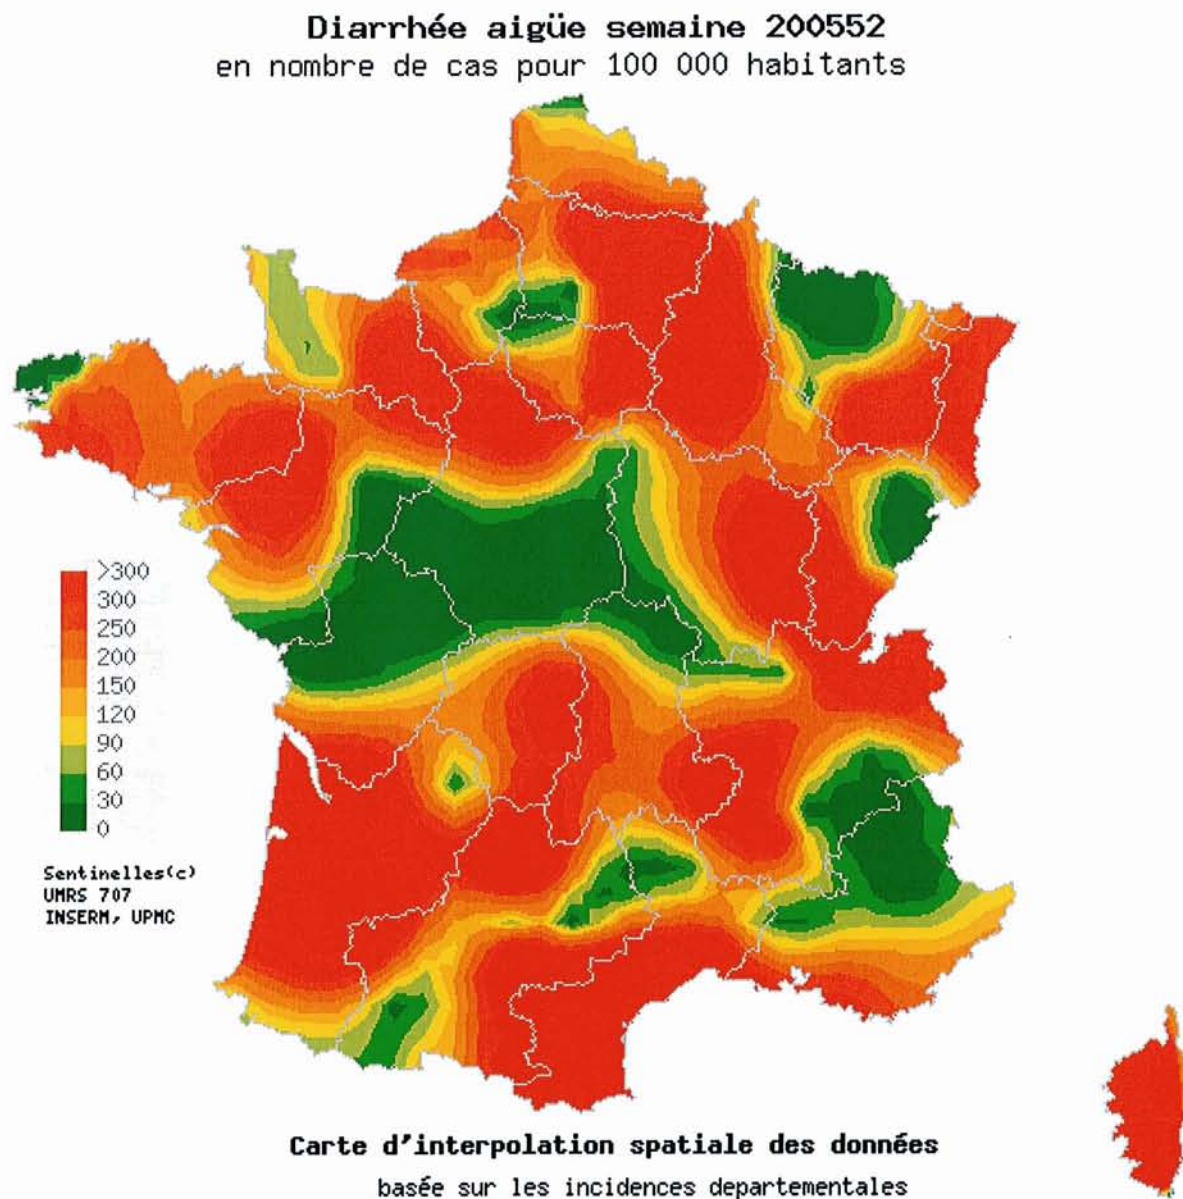 Diarrhée aigüe semaine 200552
en nombre de cas pour 100 000 habitants
>300
300
250
200
150
120
90
60
30
0
Sentinelles(c)
UMRS 707
INSERM, UPMC
Carte d'interpolation spatiale des données
basée sur les incidences departementales